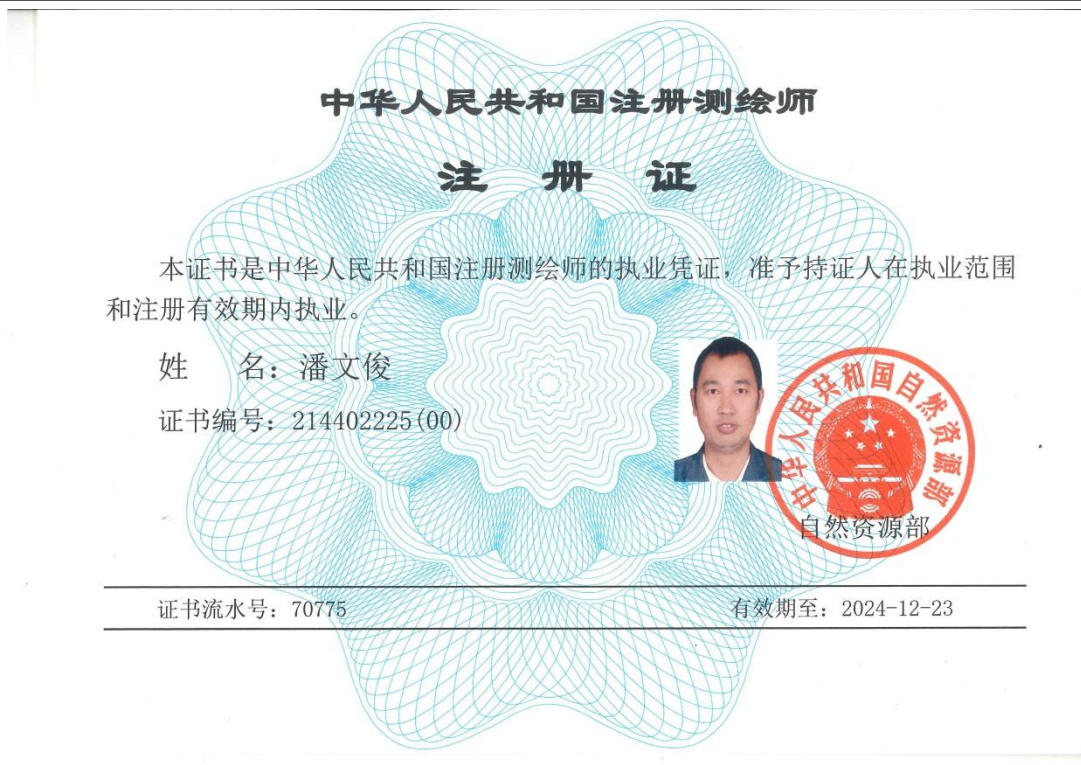 中华人民共和国注册测绘师
注 册 证
本证书是中华人民共和国注册测绘师的执业凭证，准予持证人在执业范围
和注册有效期内执业。
姓 名：潘文俊
证书编号：214402225(00)
中华人民共和国自然资源部
自然资源部
证书流水号：70775
有效期至：2024-12-23